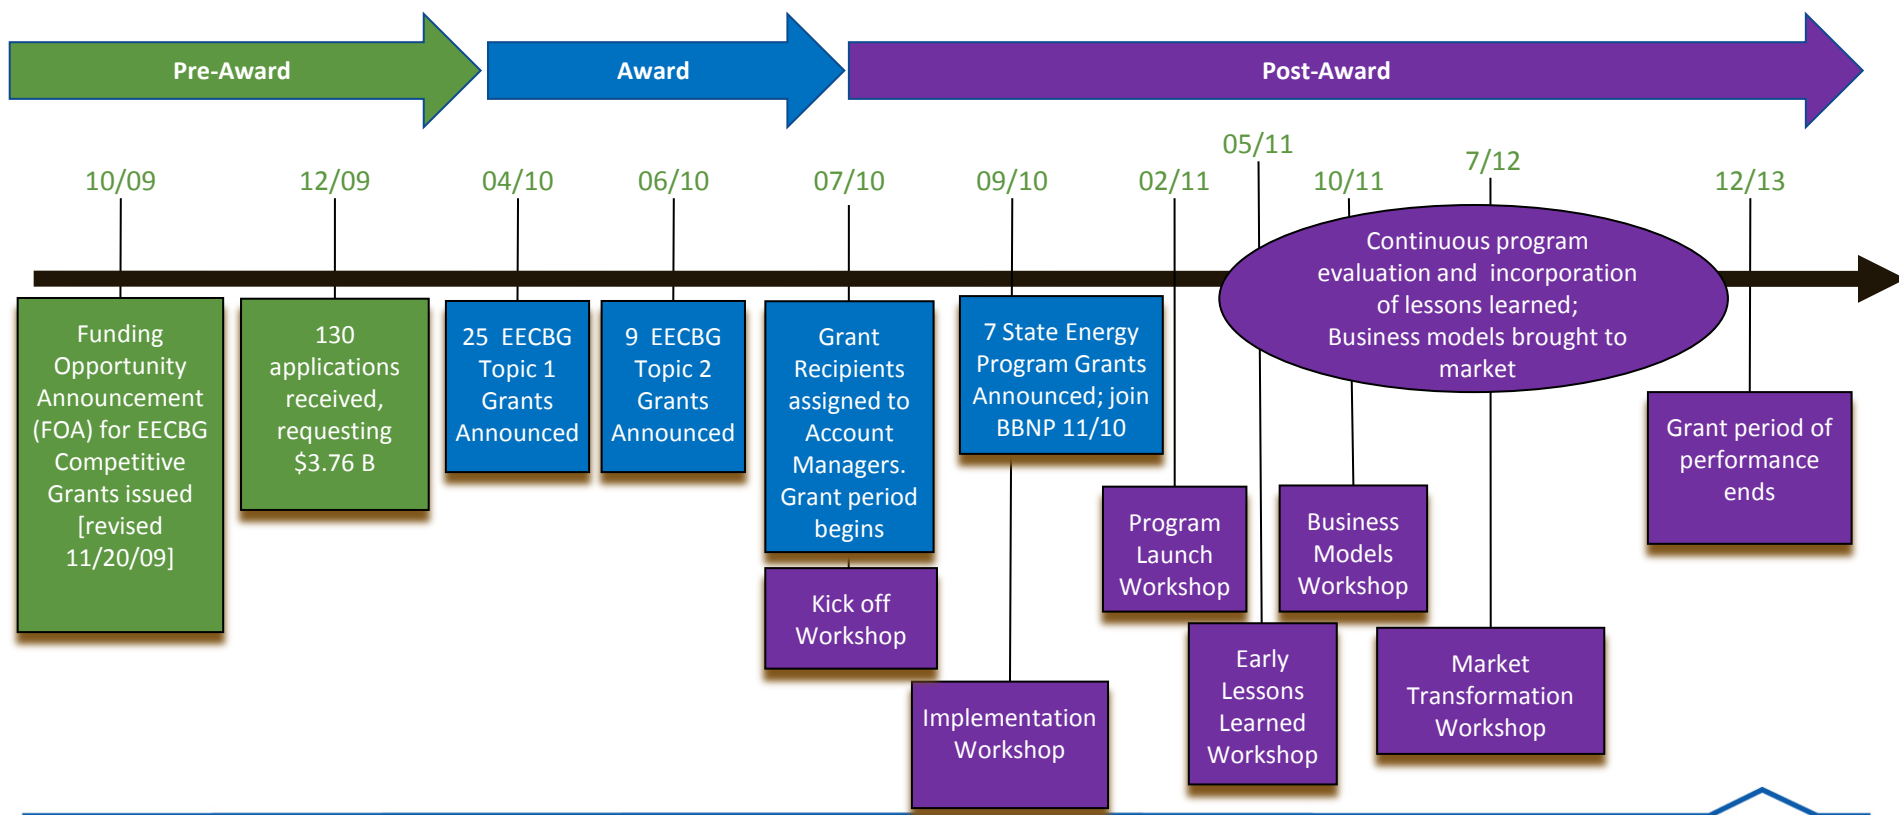 Pre-Award
Award
Post-Award
10/09
12/09
04/10
06/10
07/10
09/10
02/11
05/11
10/11
7/12
12/13
Funding
Opportunity
Announcement
(FOA) for EECBG
Competitive
Grants issued
[revised
11/20/09]
130
applications
received,
requesting
$3.76 B
25 EECBG
Topic 1
Grants
Announced
9 EECBG
Topic 2
Grants
Announced
Grant
Recipients
assigned to
Account
Managers.
Grant period
begins
Kick off
Workshop
7 State Energy
Program Grants
Announced; join
BBNP 11/10
Implementation
Workshop
Program
Launch
Workshop
Early
Lessons
Learned
Workshop
Business
Models
Workshop
Continuous program
evaluation and incorporation
of lessons learned;
Business models brought to
market
Market
Transformation
Workshop
Grant period of
performance
ends